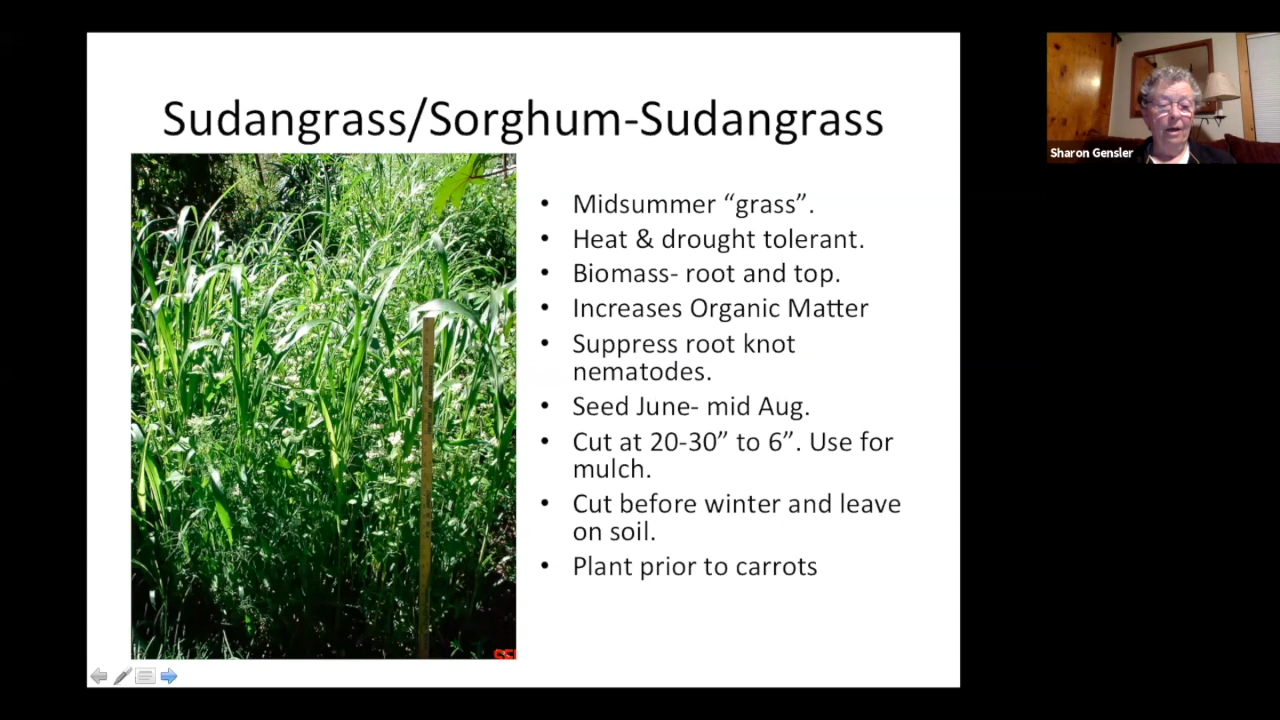 Sudangrass/Sorghum-Sudangrass
• Midsummer “grass”.
• Heat & drought tolerant.
• Biomass- root and top.
• Increases Organic Matter
• Suppress root knot
nematodes.
• Seed June- mid Aug.
• Cut at 20-30” to 6”. Use for
mulch.
• Cut before winter and leave
on soil.
• Plant prior to carrots
Sharon Gensler